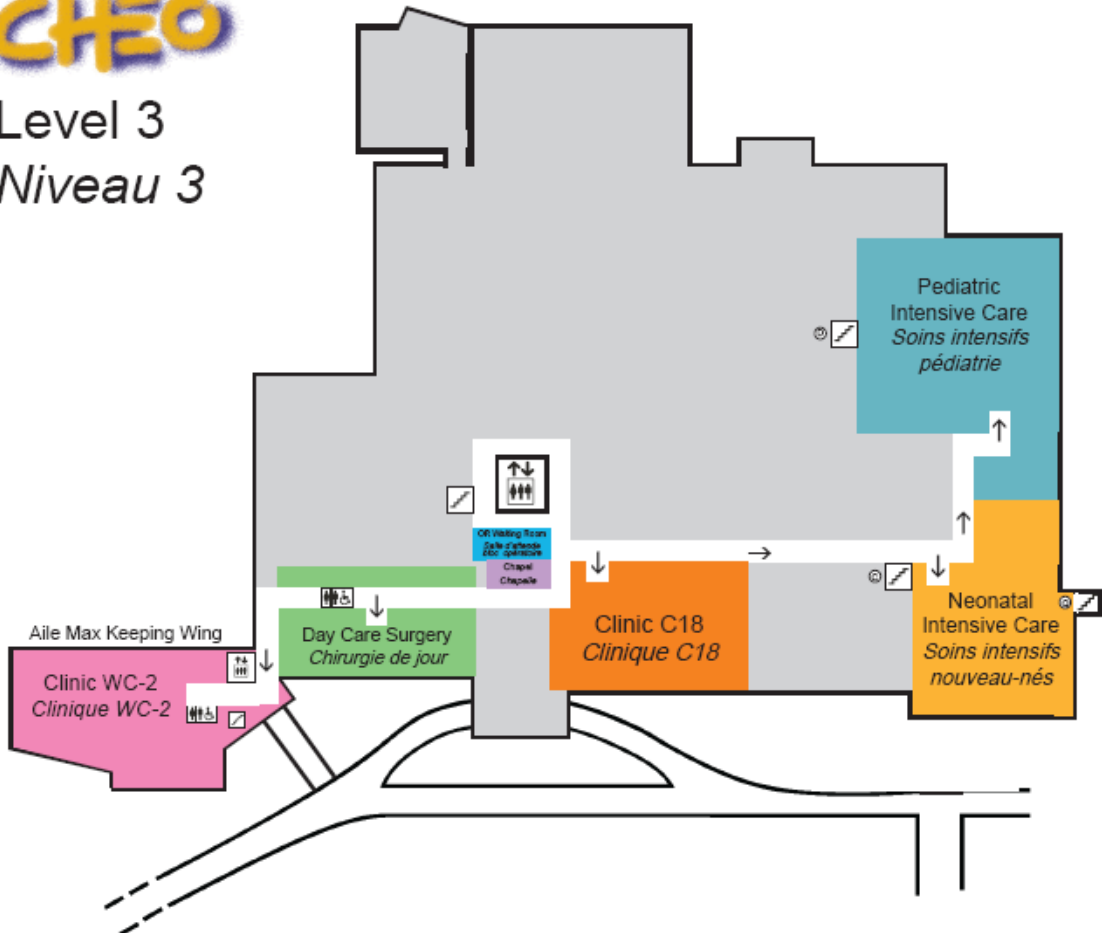 CHEO
Level 3
Niveau 3
Pediatric
Intensive Care
Soins intensifs
pédiatrie
OR Waiting Room
Salle d'attende
bloc opératoire
Chapel
Chapelle
Aile Max Keeping Wing
Clinic WC-2
Clinique WC-2
Day Care Surgery
Chirurgie de jour
Clinic C18
Clinique C18
Neonatal
Intensive Care
Soins intensifs
nouveau-nés